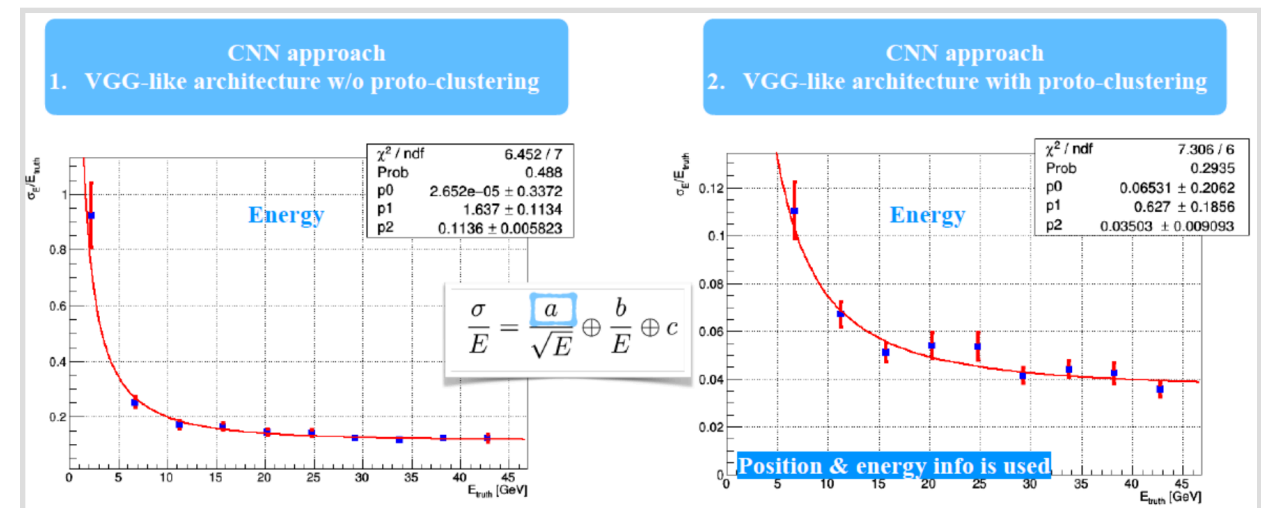 CNN approach
1. VGG-like architecture w/o proto-clustering
CNN approach
2. VGG-like architecture with proto-clustering
σ_E/E_truth
1
0.8
0.6
0.4
0.2
0 5 10 15 20 25 30 35 40 45
E_truth [GeV]
χ² / ndf 6.452 / 7
Prob 0.488
p0 2.652e−05 ± 0.3372
p1 1.637 ± 0.1134
p2 0.1136 ± 0.005823
Energy
σ/E = a/√E ⊕ b/E ⊕ c
σ_E/E_truth
0.12
0.1
0.08
0.06
0.04
0.02
0
0 5 10 15 20 25 30 35 40 45
E_truth [GeV]
χ² / ndf 7.306 / 6
Prob 0.2935
p0 0.06531 ± 0.2062
p1 0.627 ± 0.1856
p2 0.03503 ± 0.009093
Energy
Position & energy info is used